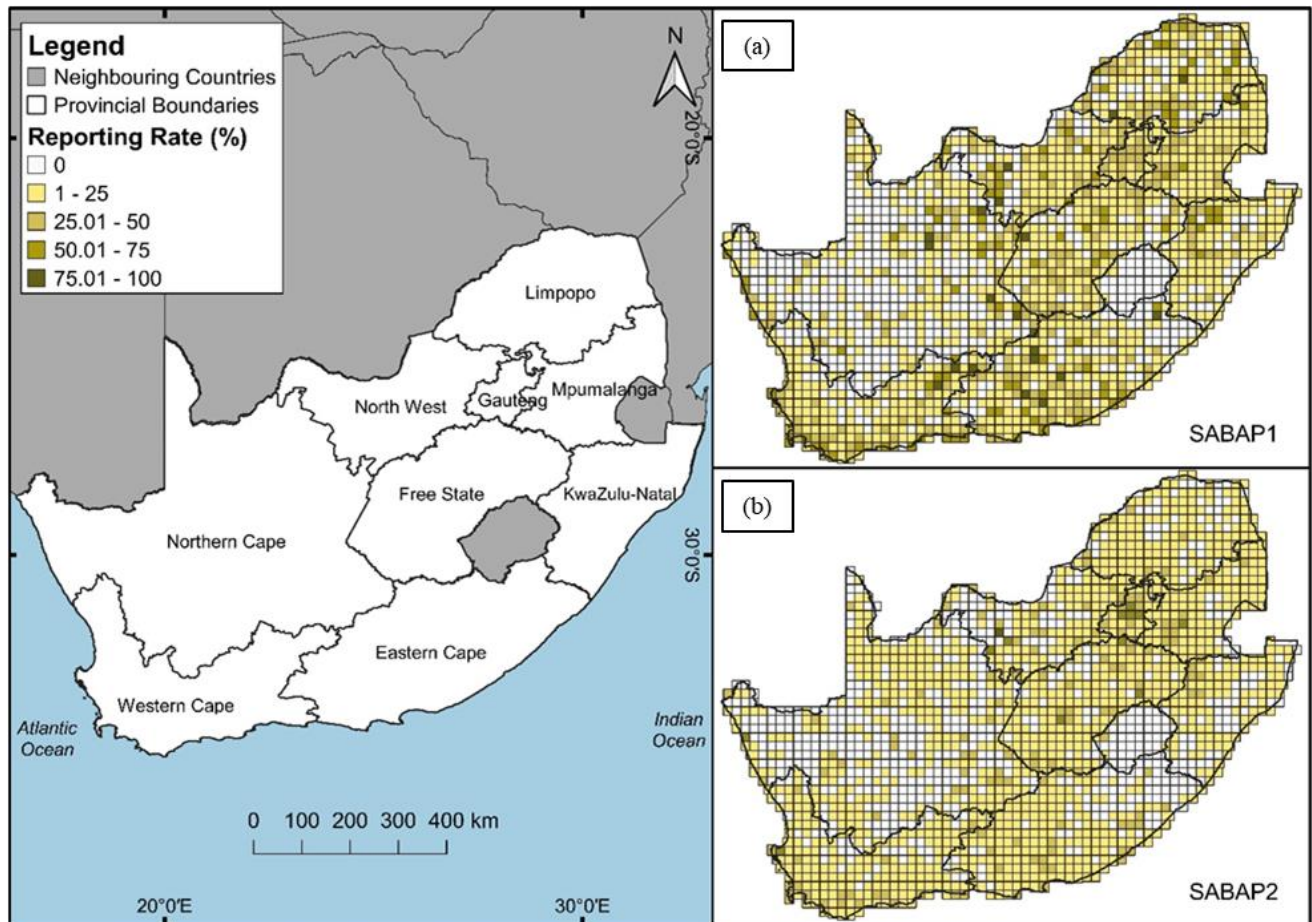 Legend
Neighbouring Countries
Provincial Boundaries
Reporting Rate (%)
0
1 - 25
25.01 - 50
50.01 - 75
75.01 - 100
N
20°0'S
Limpopo
North West
Gauteng
Mpumalanga
Free State
KwaZulu-Natal
Northern Cape
30°0'S
Eastern Cape
Western Cape
Atlantic
Ocean
Indian
Ocean
0 100 200 300 400 km
20°0'E
30°0'E
(a)
SABAP1
(b)
SABAP2